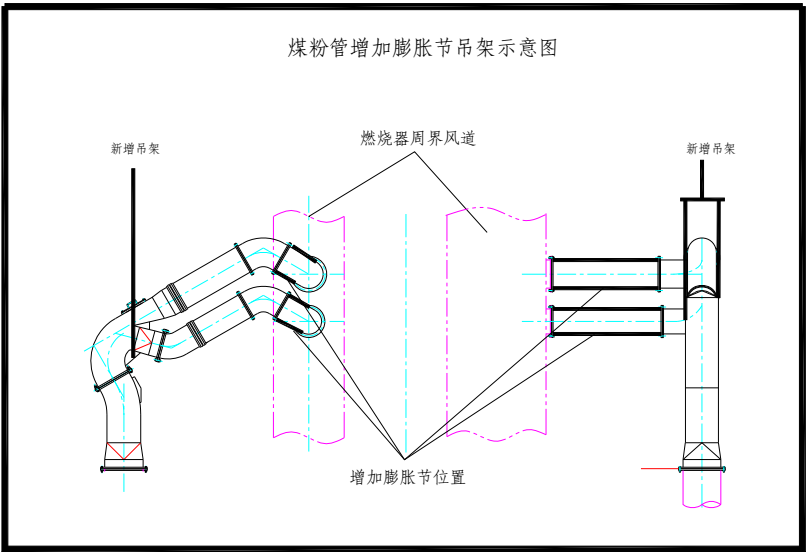 煤粉管增加膨胀节吊架示意图
燃烧器周界风道
新增吊架
新增吊架
增加膨胀节位置